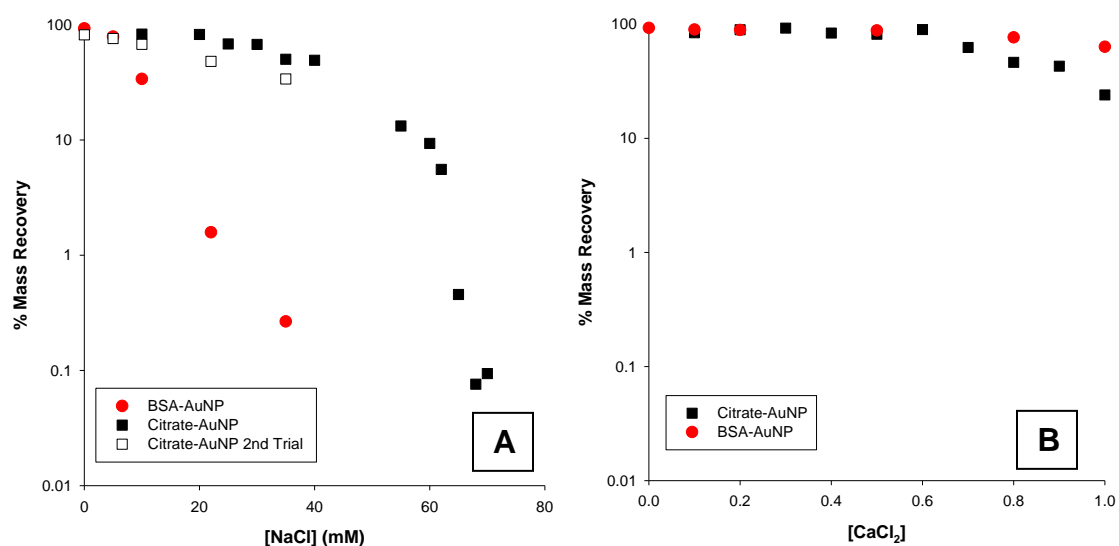 % Mass Recovery
100
10
1
0.1
0.01
BSA-AuNP
Citrate-AuNP
Citrate-AuNP 2nd Trial
A
0 20 40 60 80
[NaCl] (mM)
% Mass Recovery
100
10
1
0.1
0.01
Citrate-AuNP
BSA-AuNP
B
0.0 0.2 0.4 0.6 0.8 1.0
[CaCl₂]